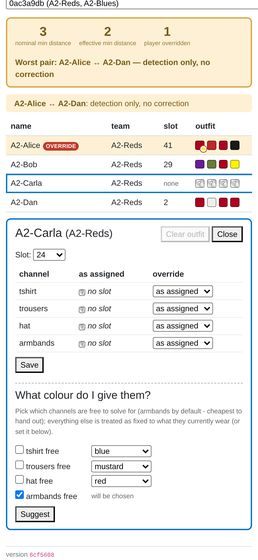 0ac3a9db (A2-Reds, A2-Blues)
3 2 1
nominal min distance effective min distance player overridden
Worst pair: A2-Alice ↔ A2-Dan — detection only, no
correction
A2-Alice ↔ A2-Dan: detection only, no correction
name team slot outfit
A2-Alice OVERRIDE A2-Reds 41
A2-Bob A2-Reds 29
A2-Carla A2-Reds none
A2-Dan A2-Reds 2
A2-Carla (A2-Reds) Clear outfit Close
Slot: 24
channel as assigned override
tshirt no slot as assigned
trousers no slot as assigned
hat no slot as assigned
armbands no slot as assigned
Save
What colour do I give them?
Pick which channels are free to solve for (armbands by default - cheapest to
hand out); everything else is treated as fixed to what they currently wear (or
set it below).
tshirt free blue
trousers free mustard
hat free red
armbands free will be chosen
Suggest
version 6cf5608